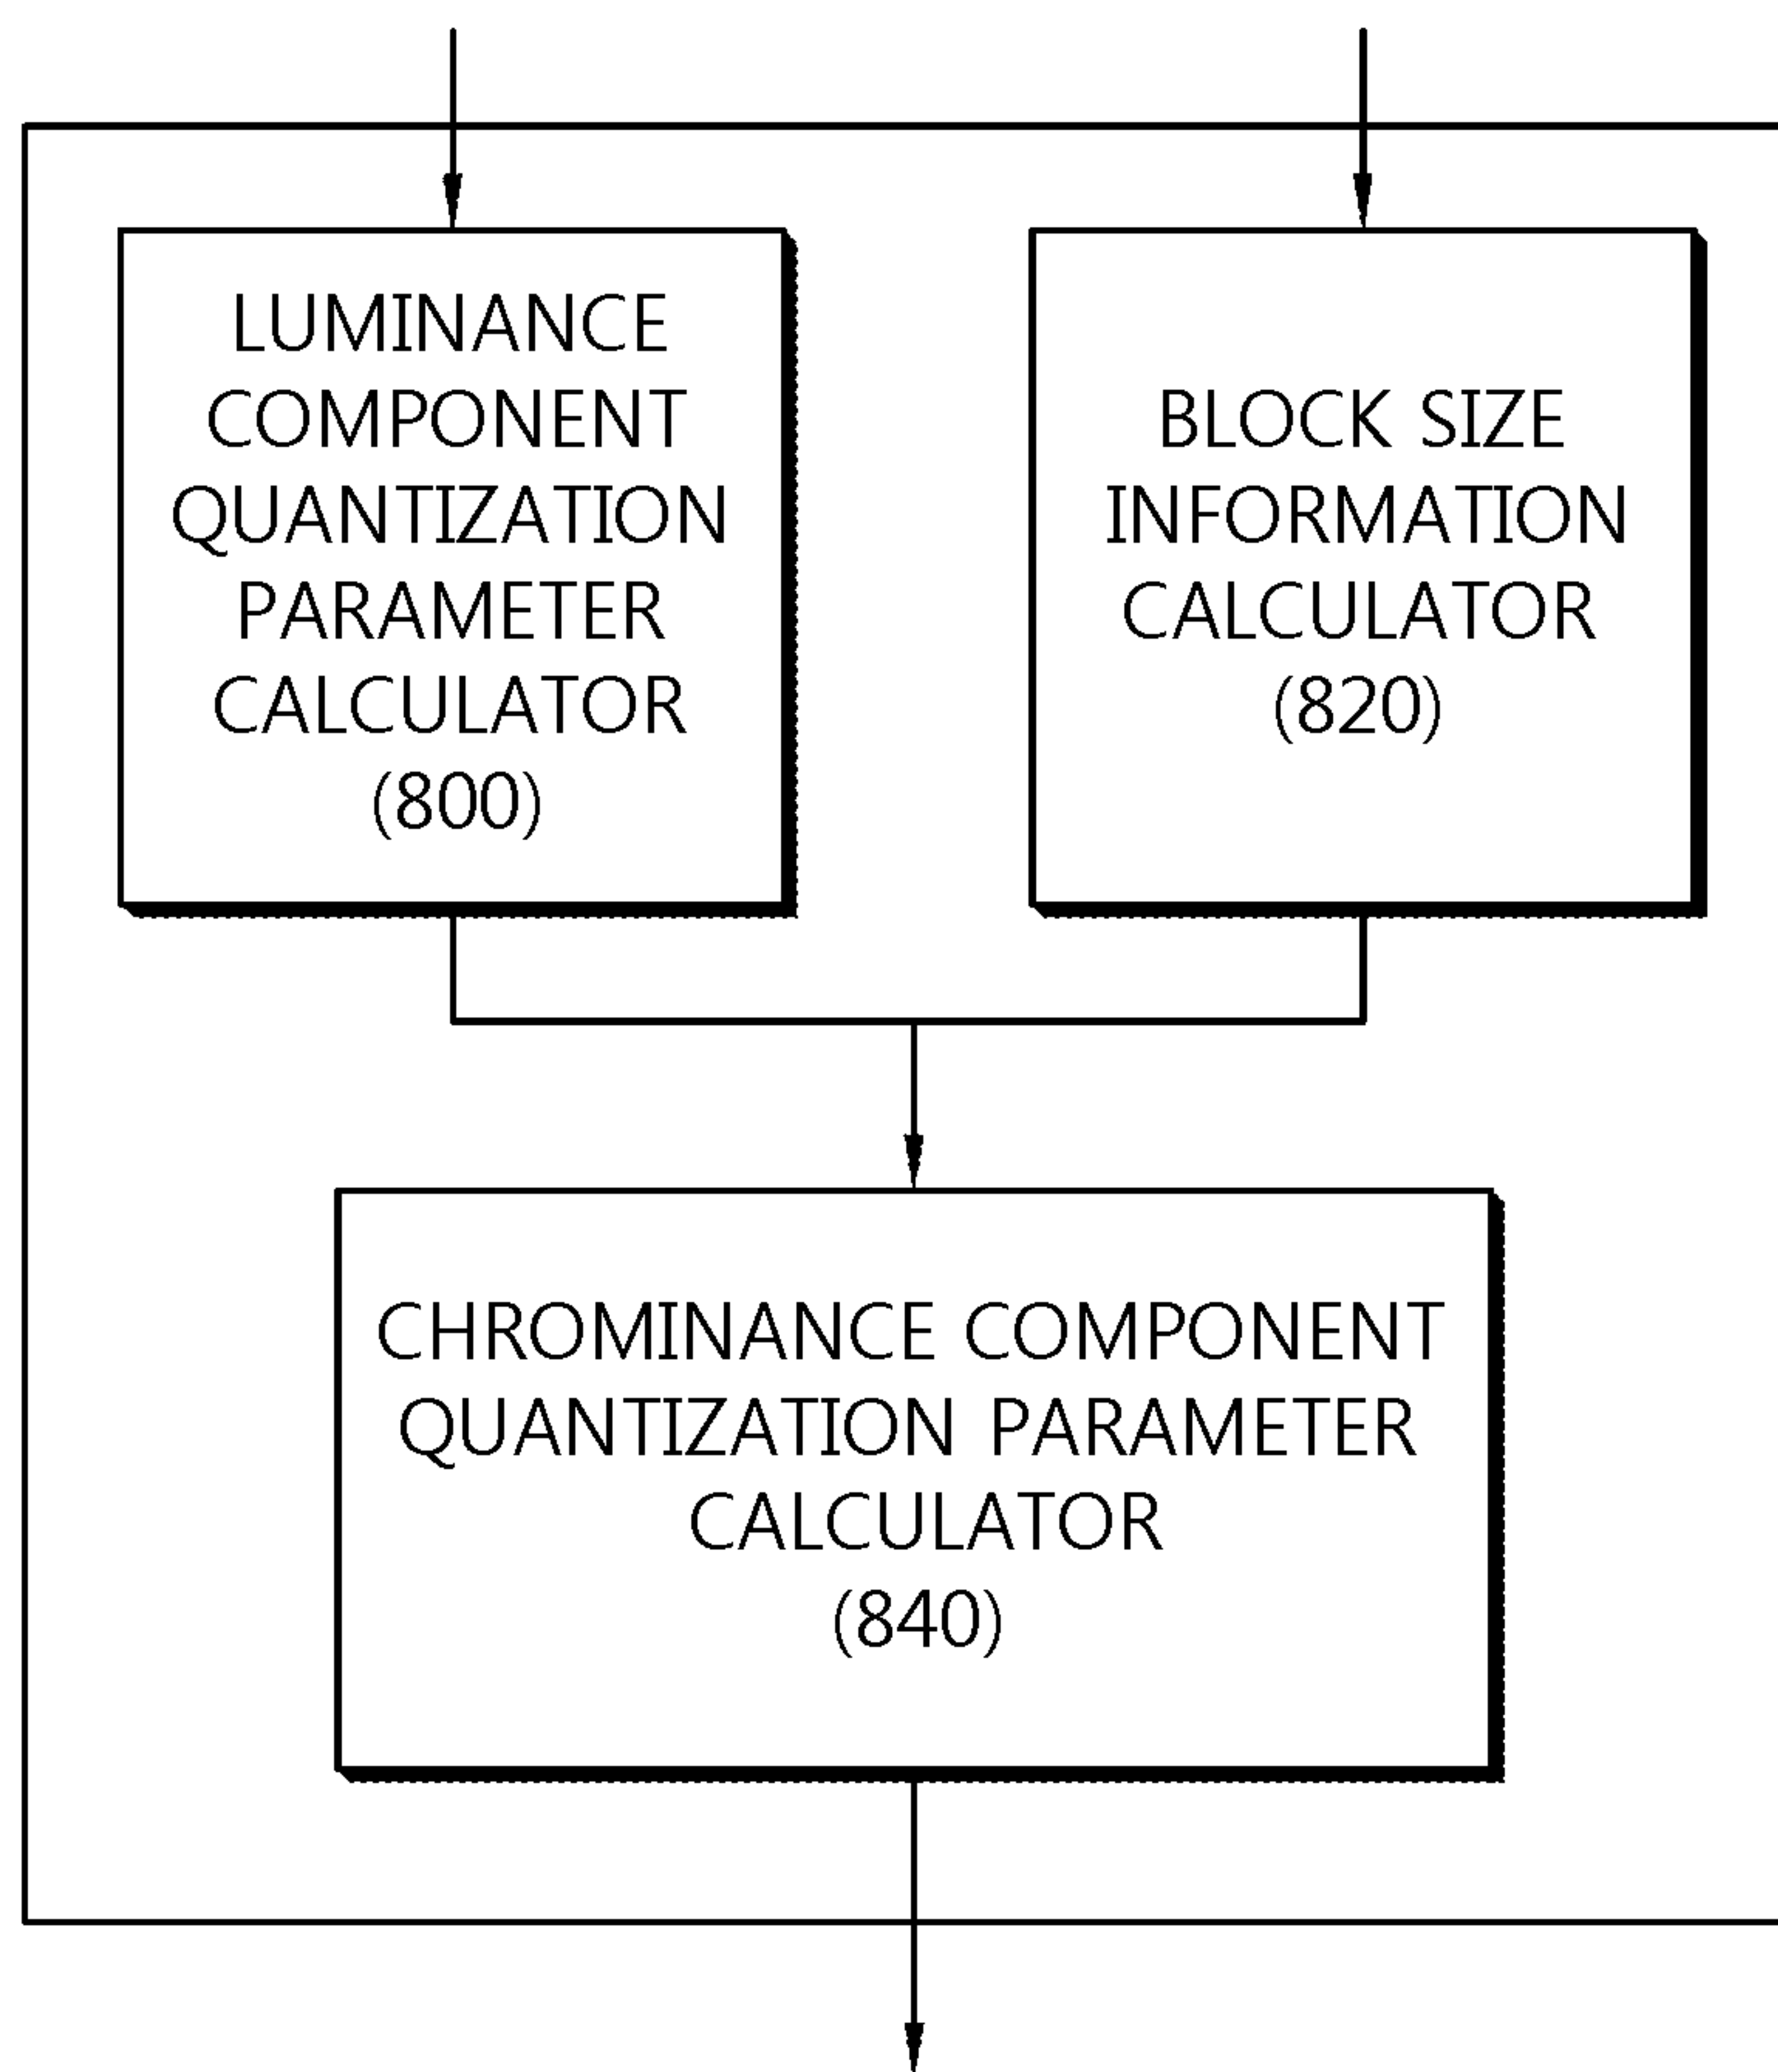 LUMINANCE
COMPONENT
QUANTIZATION
PARAMETER
CALCULATOR
(800)
BLOCK SIZE
INFORMATION
CALCULATOR
(820)
CHROMINANCE COMPONENT
QUANTIZATION PARAMETER
CALCULATOR
(840)